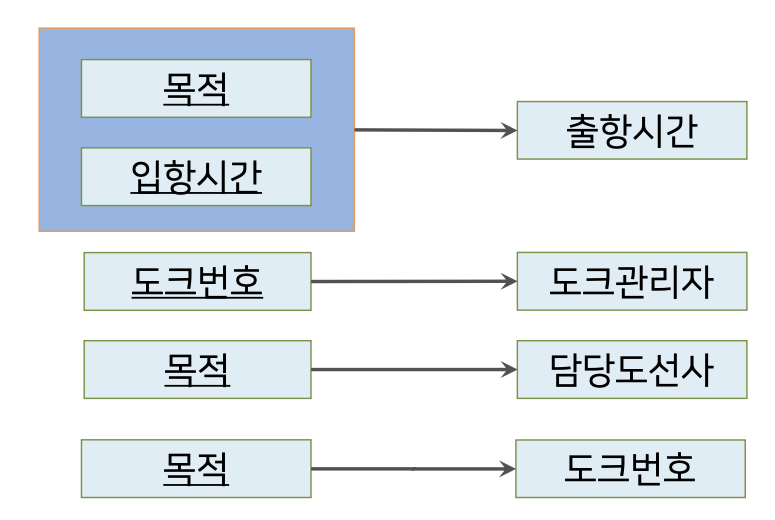 목적
입항시간
출항시간
도크번호
도크관리자
목적
담당도선사
목적
도크번호